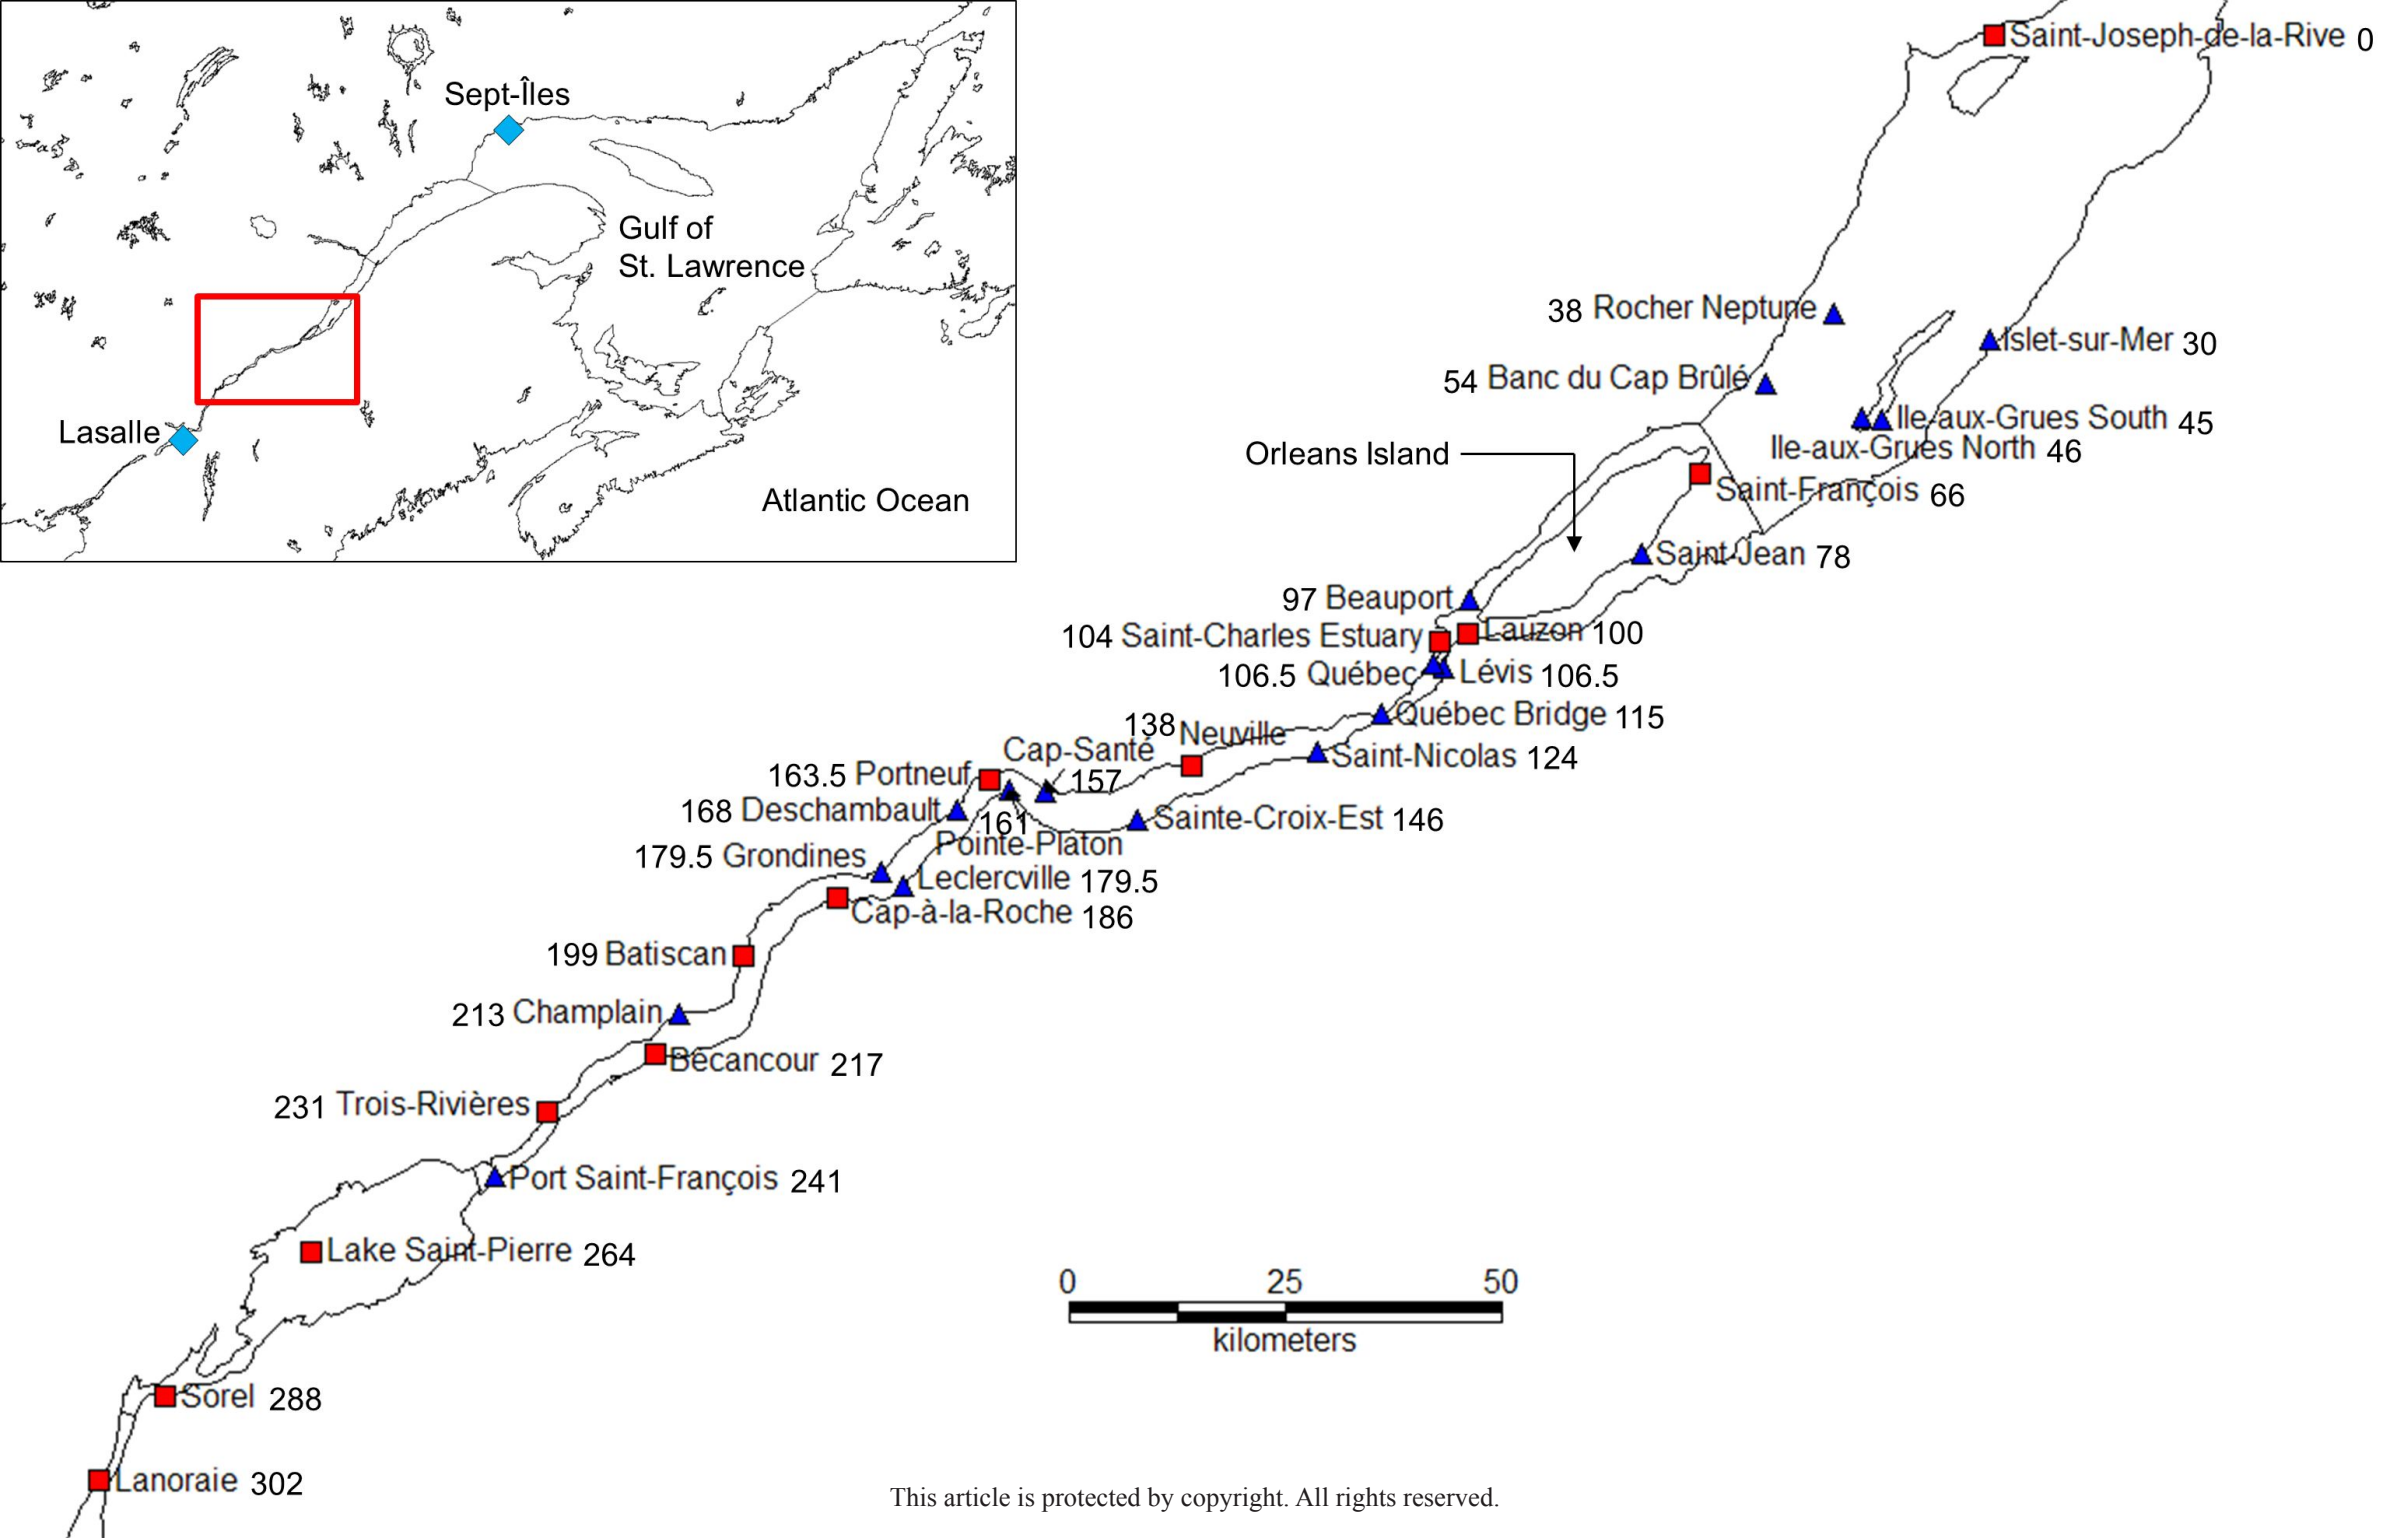 Saint-Joseph-de-la-Rive 0
Sept-Îles
Gulf of
St. Lawrence
Lasalle
Atlantic Ocean
38 Rocher Neptune
Islet-sur-Mer 30
54 Banc du Cap Brûlé
Ile-aux-Grues South 45
Ile-aux-Grues North 46
Orleans Island
Saint-François 66
Saint-Jean 78
97 Beauport
104 Saint-Charles Estuary
Lauzon 100
106.5 Québec
Lévis 106.5
Québec Bridge 115
138 Neuville
Saint-Nicolas 124
Cap-Santé
157
163.5 Portneuf
168 Deschambault
161
Pointe-Platon
Sainte-Croix-Est 146
179.5 Grondines
Leclercville 179.5
Cap-à-la-Roche 186
199 Batiscan
213 Champlain
Bécancour 217
231 Trois-Rivières
Port Saint-François 241
Lake Saint-Pierre 264
0 25 50
kilometers
Sorel 288
Lanoraie 302
This article is protected by copyright. All rights reserved.